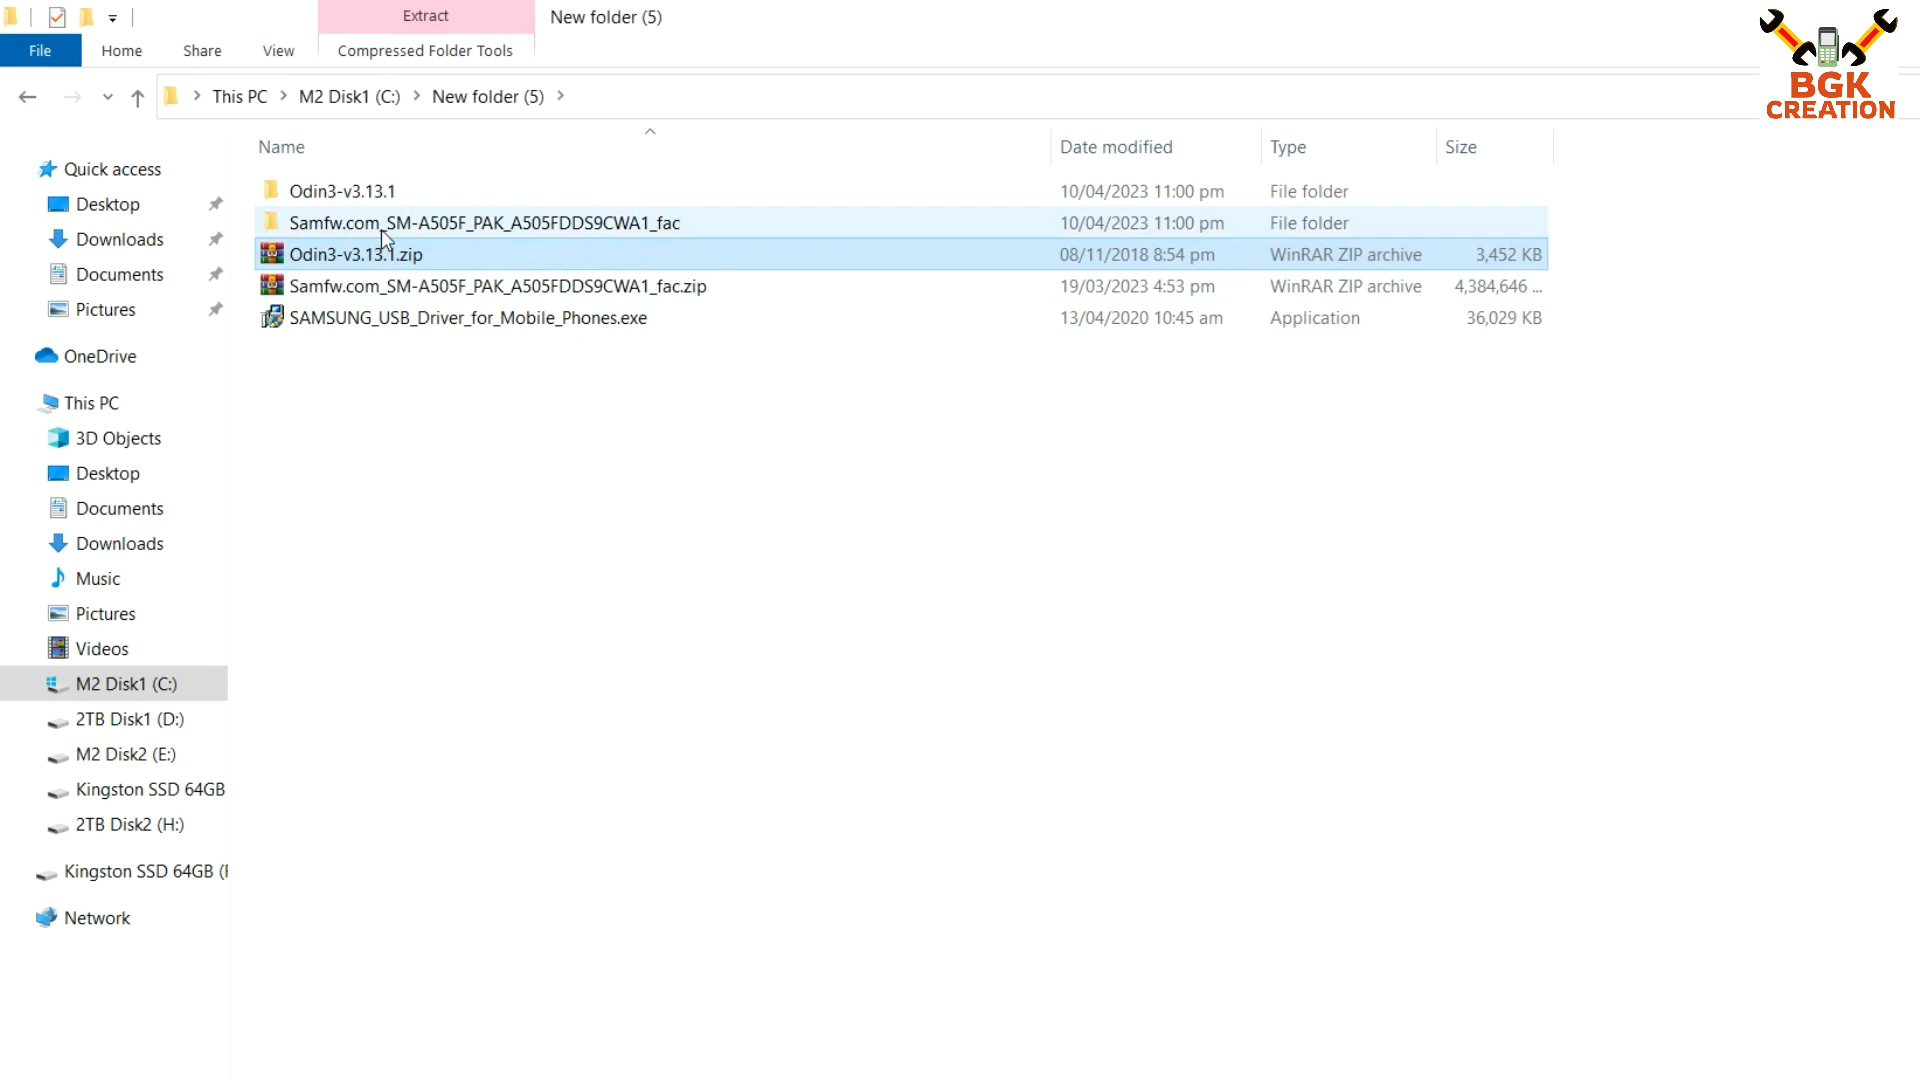 Extract
New folder (5)
File
Home
Share
View
Compressed Folder Tools
This PC
M2 Disk1 (C:)
New folder (5)
BGK
CREATION
Name
Date modified
Type
Size
Odin3-v3.13.1
10/04/2023 11:00 pm
File folder
Samfw.com_SM-A505F_PAK_A505FDDS9CWA1_fac
10/04/2023 11:00 pm
File folder
Odin3-v3.13.1.zip
08/11/2018 8:54 pm
WinRAR ZIP archive
3,452 KB
Samfw.com_SM-A505F_PAK_A505FDDS9CWA1_fac.zip
19/03/2023 4:53 pm
WinRAR ZIP archive
4,384,646 ...
SAMSUNG_USB_Driver_for_Mobile_Phones.exe
13/04/2020 10:45 am
Application
36,029 KB
Quick access
Desktop
Downloads
Documents
Pictures
OneDrive
This PC
3D Objects
Desktop
Documents
Downloads
Music
Pictures
Videos
M2 Disk1 (C:)
2TB Disk1 (D:)
M2 Disk2 (E:)
Kingston SSD 64GB
2TB Disk2 (H:)
Kingston SSD 64GB (
Network